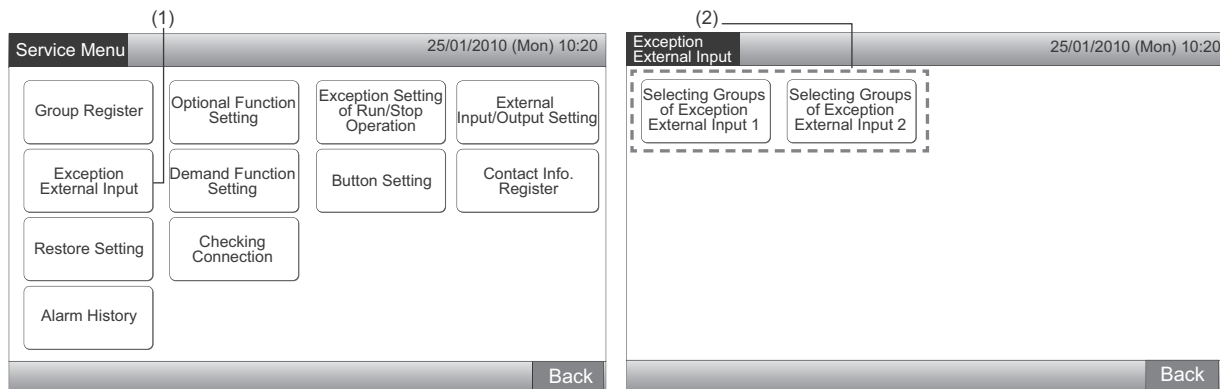 (1)
Service Menu
25/01/2010 (Mon) 10:20
Group Register
Optional Function
Setting
Exception Setting
of Run/Stop
Operation
External
Input/Output Setting
Exception
External Input
Demand Function
Setting
Button Setting
Contact Info.
Register
Restore Setting
Checking
Connection
Alarm History
Back
(2)
Exception
External Input
25/01/2010 (Mon) 10:20
Selecting Groups
of Exception
External Input 1
Selecting Groups
of Exception
External Input 2
Back